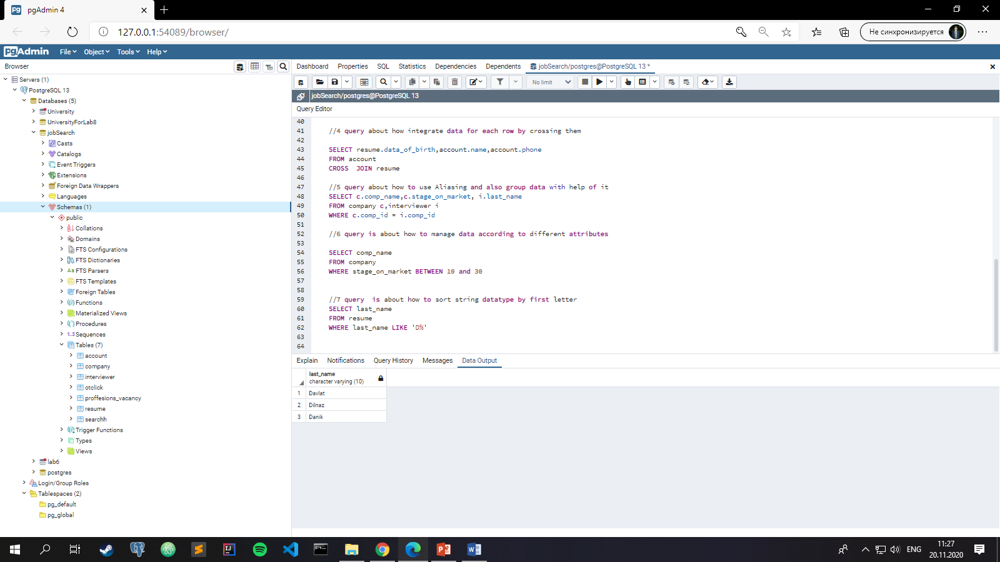 pgAdmin 4
127.0.0.1:54089/browser/
Не синхронизируется
pgAdmin File Object Tools Help
Browser
Dashboard Properties SQL Statistics Dependencies Dependents jobSearch/postgres@PostgreSQL 13 *
Servers (1)
PostgreSQL 13
Databases (5)
University
UniversityForLab8
jobSearch
Casts
Catalogs
Event Triggers
Extensions
Foreign Data Wrappers
Languages
Schemas (1)
public
Collations
Domains
FTS Configurations
FTS Dictionaries
FTS Parsers
FTS Templates
Foreign Tables
Functions
Materialized Views
Procedures
1..3 Sequences
Tables (7)
account
company
interviewer
otclick
proffesions_vacancy
resume
searchh
Trigger Functions
Types
Views
lab6
postgres
Login/Group Roles
Tablespaces (2)
pg_default
pg_global
No limit
jobSearch/postgres@PostgreSQL 13
Query Editor
40
41 //4 query about how integrate data for each row by crossing them
42
43 SELECT resume.data_of_birth,account.name,account.phone
44 FROM account
45 CROSS  JOIN resume
46
47 //5 query about how to use Aliasing and also group data with help of it
48 SELECT c.comp_name,c.stage_on_market, i.last_name
49 FROM company c,interviewer i
50 WHERE c.comp_id = i.comp_id
51
52 //6 query is about how to manage data according to different attributes
53
54 SELECT comp_name
55 FROM company
56 WHERE stage_on_market BETWEEN 10 and 30
57
58
59 //7 query  is about how to sort string datatype by first letter
60 SELECT last_name
61 FROM resume
62 WHERE last_name LIKE 'D%'
63
64
Explain Notifications Query History Messages Data Output
last_name
character varying (10)
1 Davlat
2 Dilnaz
3 Danik
ENG
11:27
20.11.2020